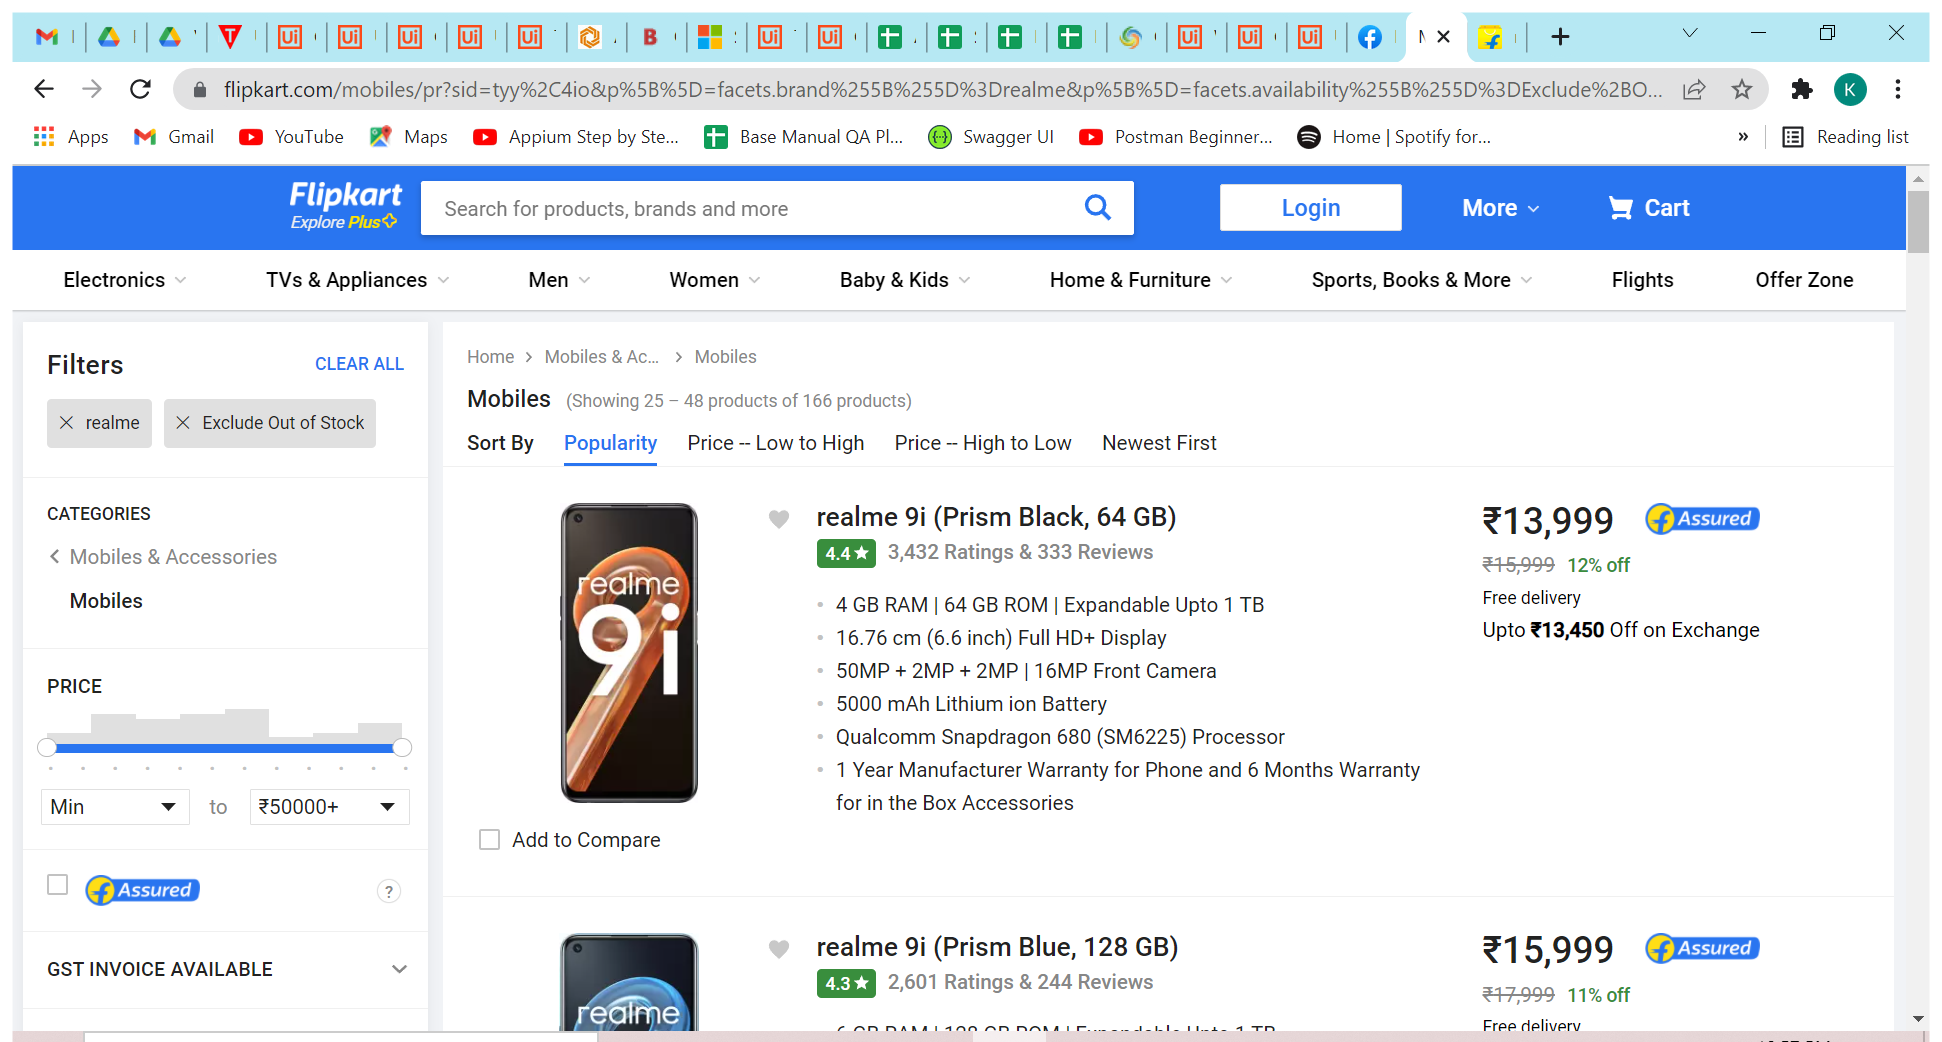 flipkart.com/mobiles/pr?sid=tyy%2C4io&p%5B%5D=facets.brand%255B%255D%3Drealme&p%5B%5D=facets.availability%255B%255D%3DExclude%2BO...
K
Apps Gmail YouTube Maps Appium Step by Ste... Base Manual QA Pl... Swagger UI Postman Beginner... Home | Spotify for... » Reading list
Flipkart
Explore Plus
Search for products, brands and more
Login More Cart
Electronics TVs & Appliances Men Women Baby & Kids Home & Furniture Sports, Books & More Flights Offer Zone
Filters CLEAR ALL
realme Exclude Out of Stock
CATEGORIES
Mobiles & Accessories
Mobiles
PRICE
Min to ₹50000+
Assured ?
GST INVOICE AVAILABLE
Home > Mobiles & Ac... > Mobiles
Mobiles (Showing 25 – 48 products of 166 products)
Sort By Popularity Price -- Low to High Price -- High to Low Newest First
realme
9i
Add to Compare
realme 9i (Prism Black, 64 GB)
4.4 ★ 3,432 Ratings & 333 Reviews
4 GB RAM | 64 GB ROM | Expandable Upto 1 TB
16.76 cm (6.6 inch) Full HD+ Display
50MP + 2MP + 2MP | 16MP Front Camera
5000 mAh Lithium ion Battery
Qualcomm Snapdragon 680 (SM6225) Processor
1 Year Manufacturer Warranty for Phone and 6 Months Warranty
for in the Box Accessories
₹13,999 Assured
₹15,999 12% off
Free delivery
Upto ₹13,450 Off on Exchange
realme
realme 9i (Prism Blue, 128 GB)
4.3 ★ 2,601 Ratings & 244 Reviews
6 GB RAM | 128 GB ROM | Expandable Upto 1 TB
₹15,999 Assured
₹17,999 11% off
Free delivery